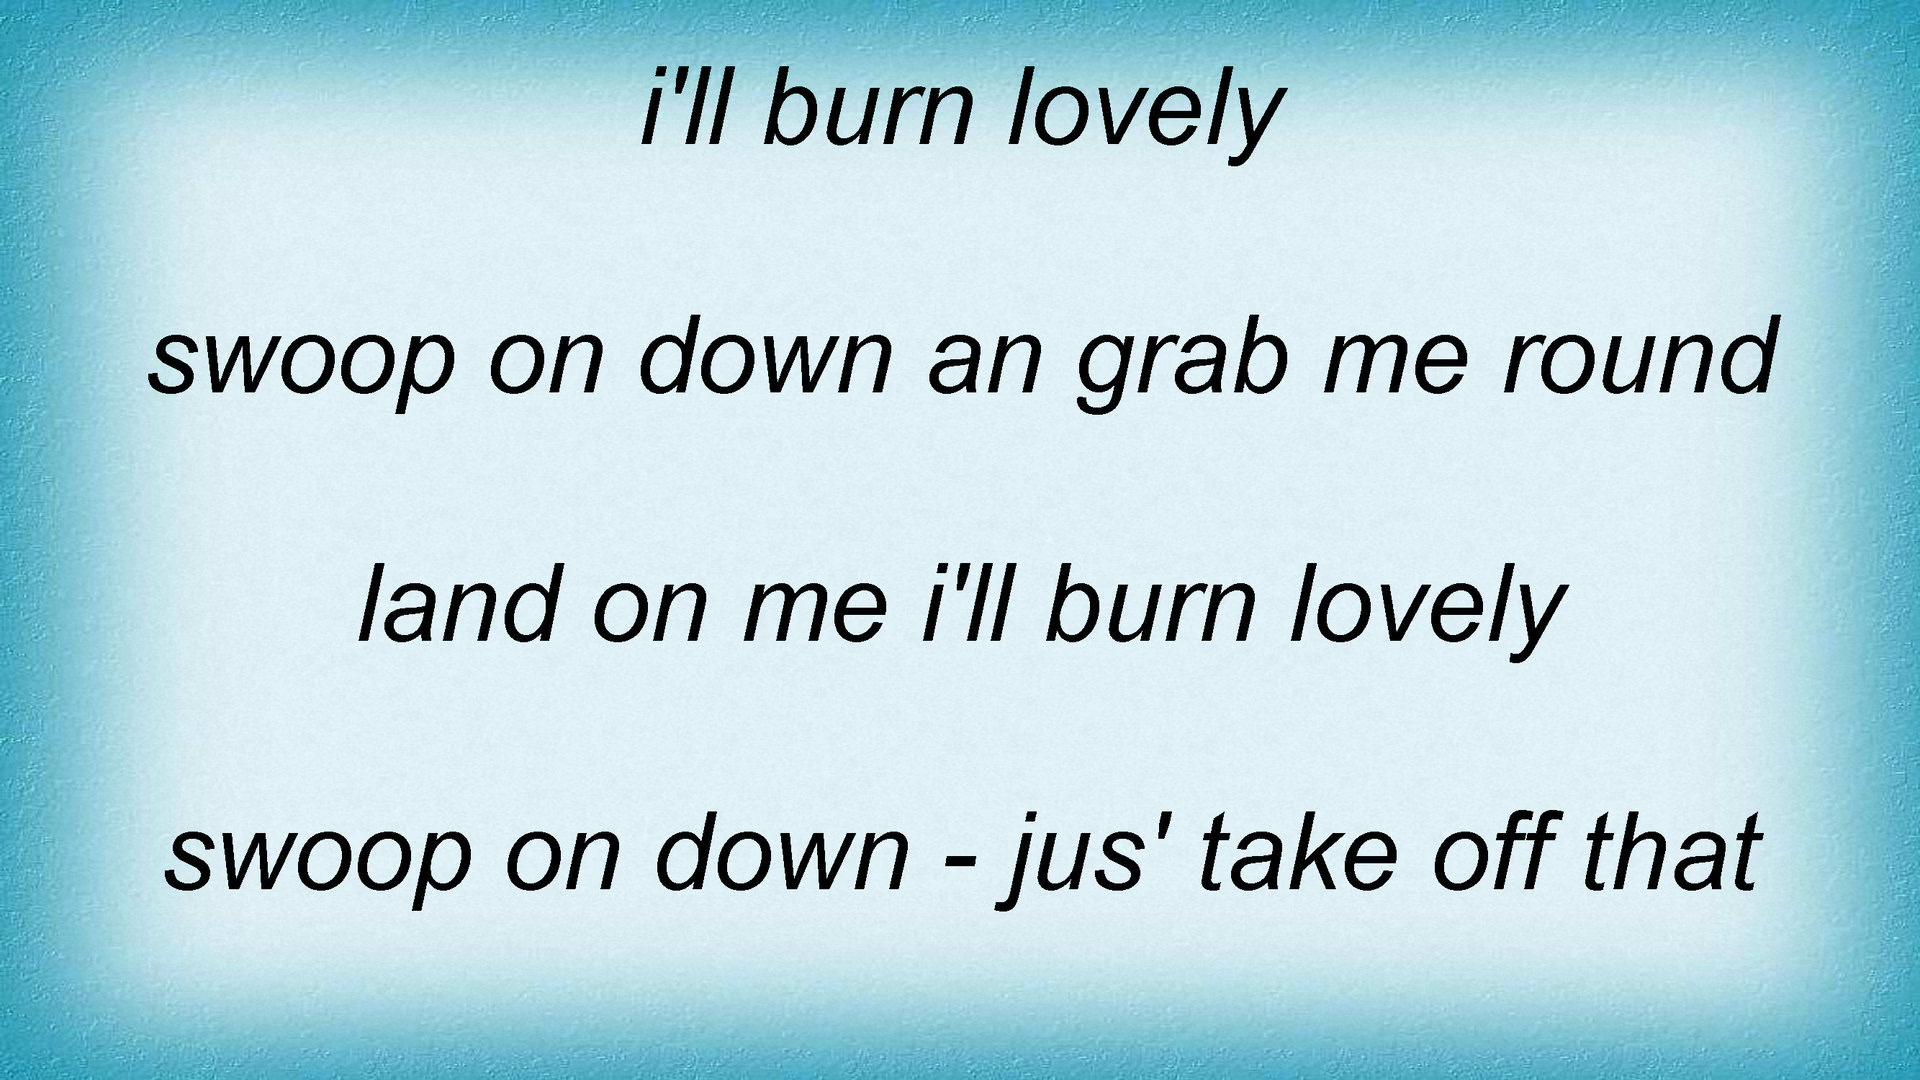 i'll burn lovely
swoop on down an grab me round
land on me i'll burn lovely
swoop on down - jus' take off that